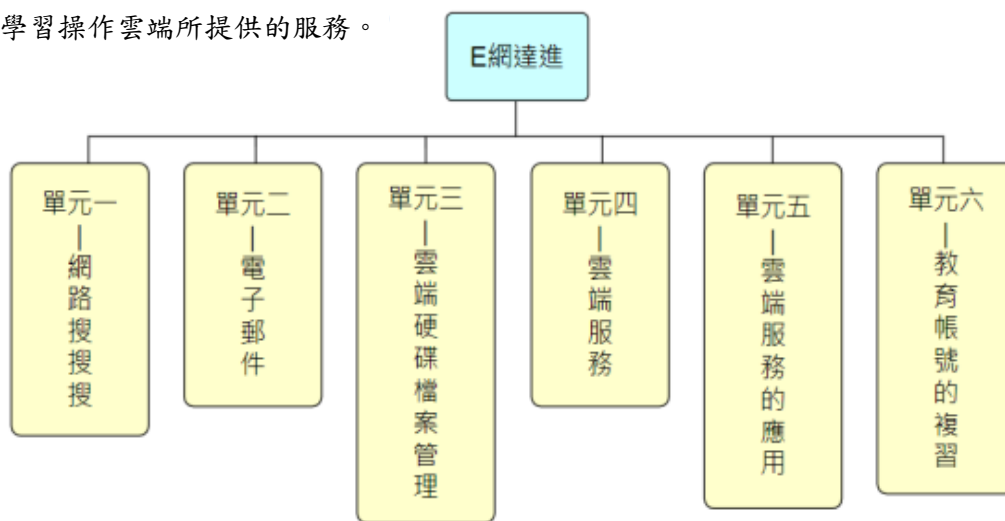 學習操作雲端所提供的服務。
E網達進
單元一
|
網路搜搜搜
單元二
|
電子郵件
單元三
|
雲端硬碟檔案管理
單元四
|
雲端服務
單元五
|
雲端服務的應用
單元六
|
教育帳號的複習